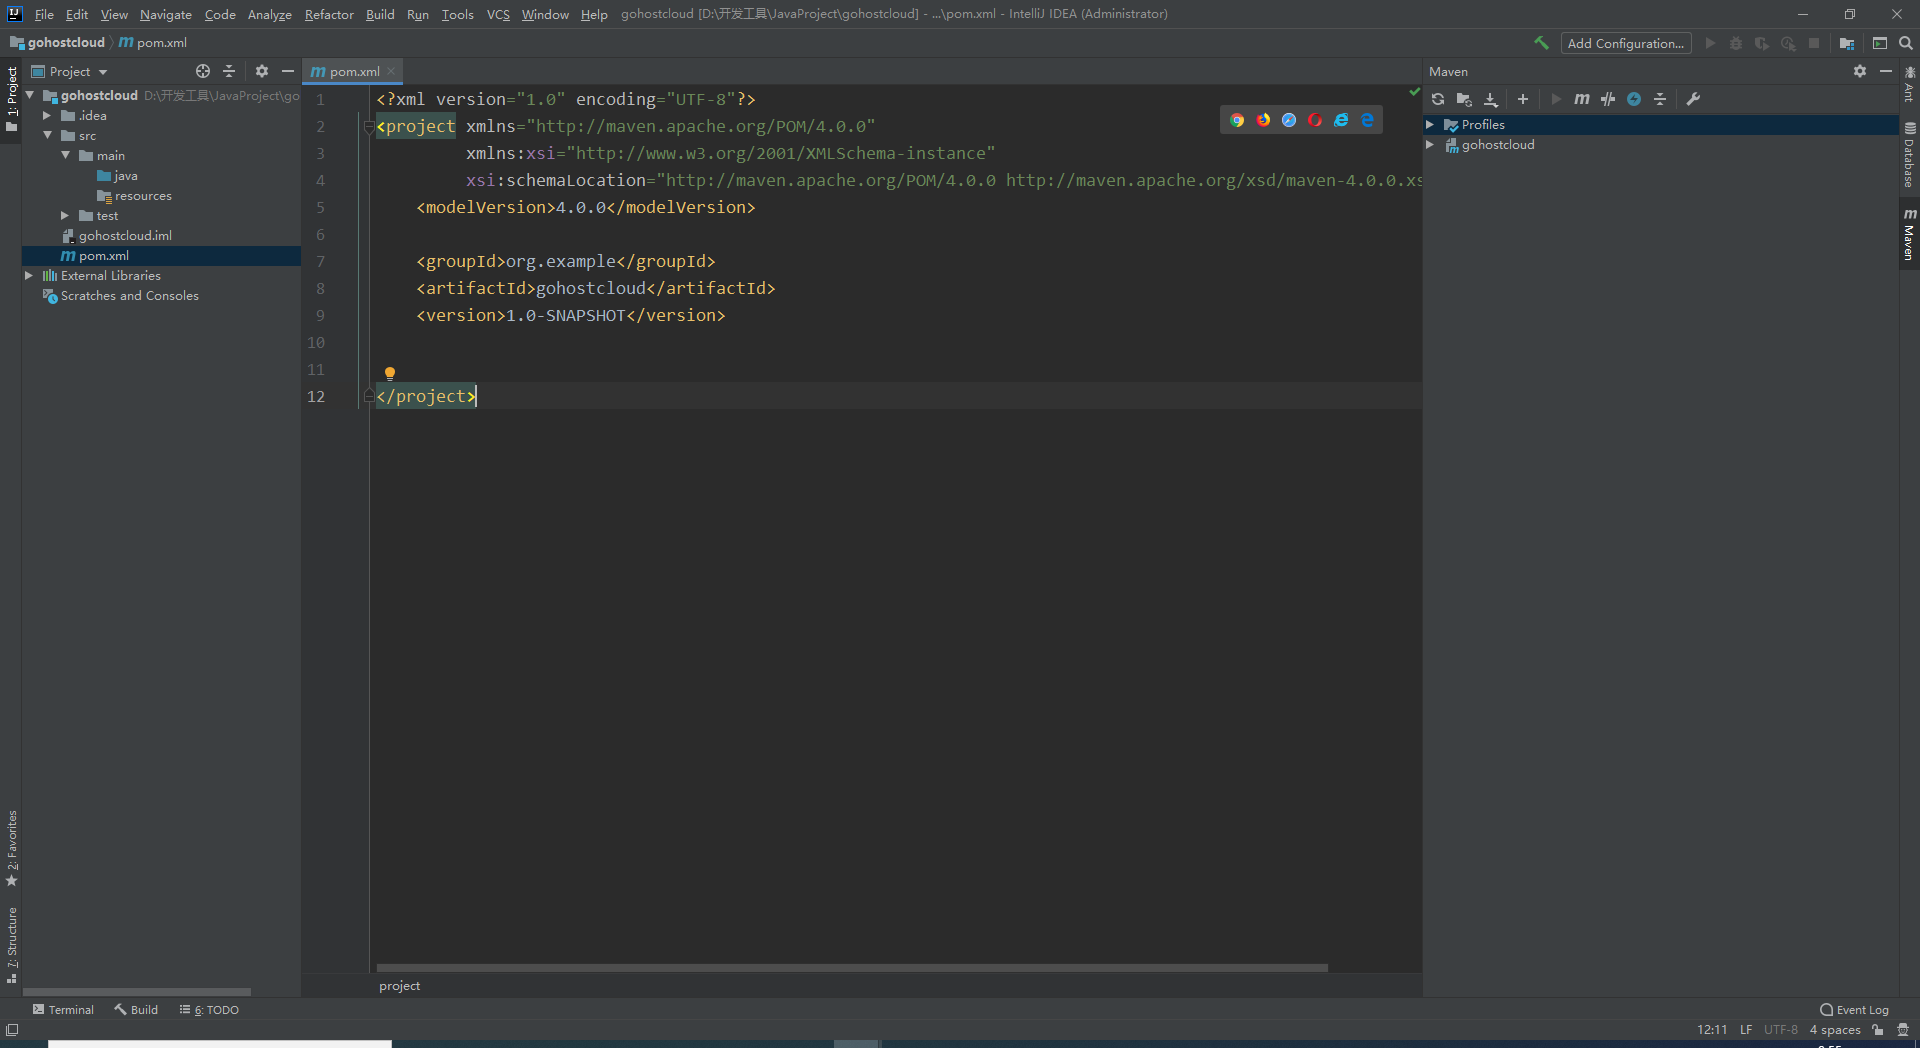 File Edit View Navigate Code Analyze Refactor Build Run Tools VCS Window Help gohostcloud [D:\开发工具\JavaProject\gohostcloud] - ...\pom.xml - IntelliJ IDEA (Administrator)
gohostcloud pom.xml
Add Configuration...
Project
pom.xml
Maven
1: Project
gohostcloud D:\开发工具\JavaProject\go
.idea
src
main
java
resources
test
gohostcloud.iml
pom.xml
External Libraries
Scratches and Consoles
2: Favorites
7: Structure
1 <?xml version="1.0" encoding="UTF-8"?>
2 <project xmlns="http://maven.apache.org/POM/4.0.0"
3 xmlns:xsi="http://www.w3.org/2001/XMLSchema-instance"
4 xsi:schemaLocation="http://maven.apache.org/POM/4.0.0 http://maven.apache.org/xsd/maven-4.0.0.xs
5 <modelVersion>4.0.0</modelVersion>
6
7 <groupId>org.example</groupId>
8 <artifactId>gohostcloud</artifactId>
9 <version>1.0-SNAPSHOT</version>
10
11
12 </project>
project
Profiles
gohostcloud
Ant
Database
Maven
Terminal Build 6: TODO
Event Log
12:11 LF UTF-8 4 spaces